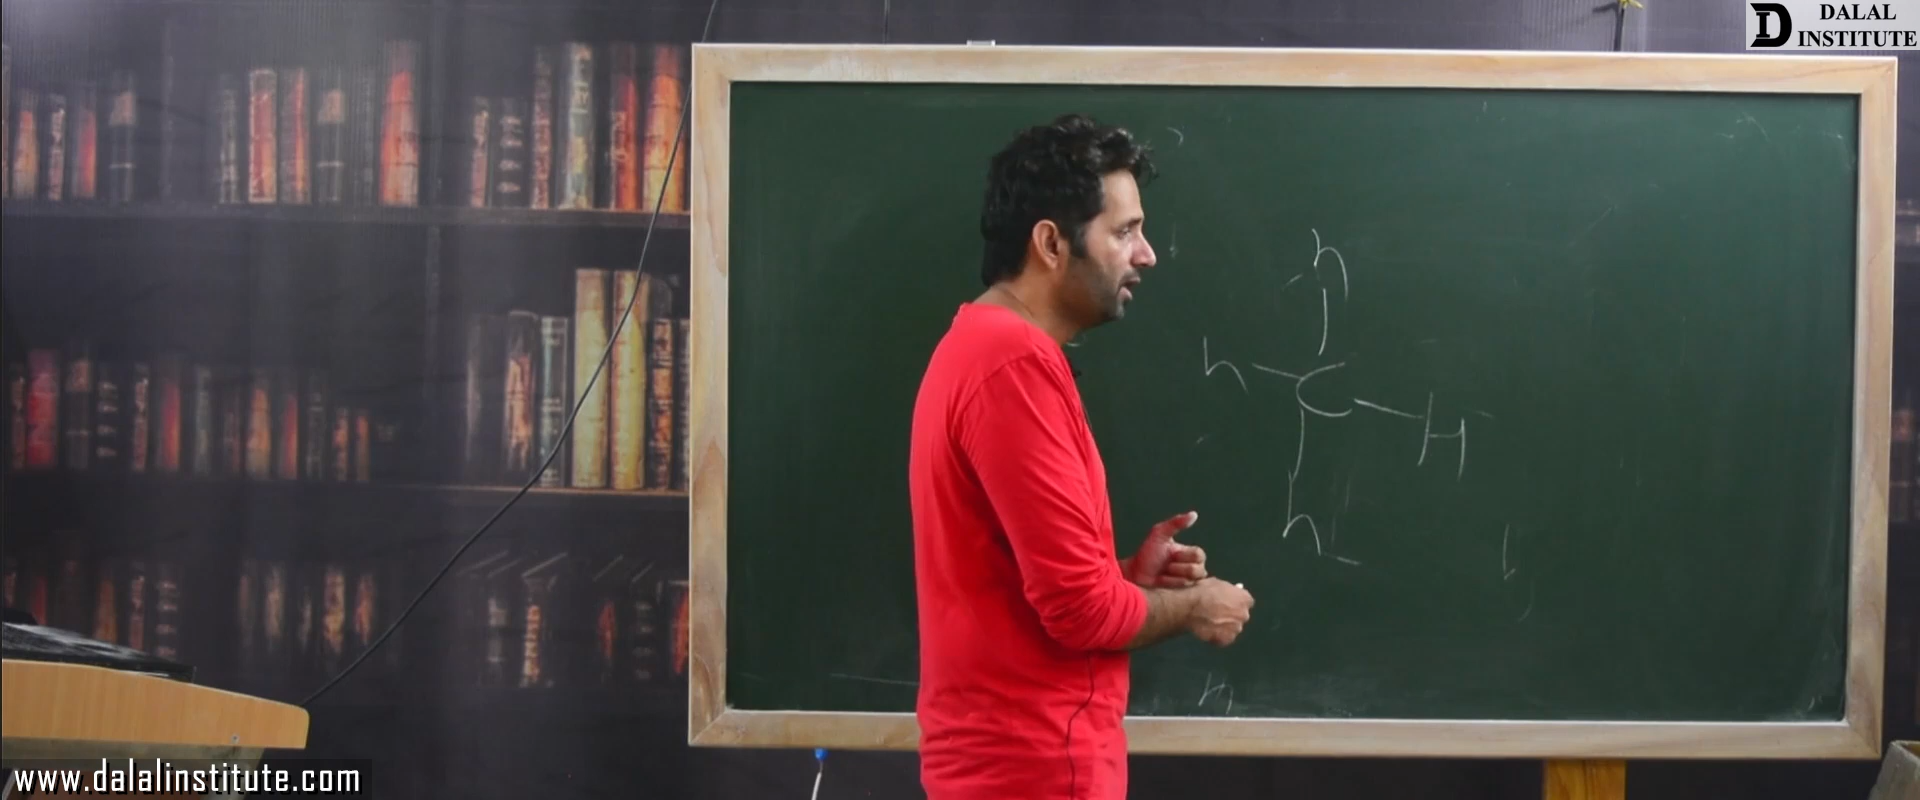 DALAL
INSTITUTE
h
h C H
h
www.dalalinstitute.com